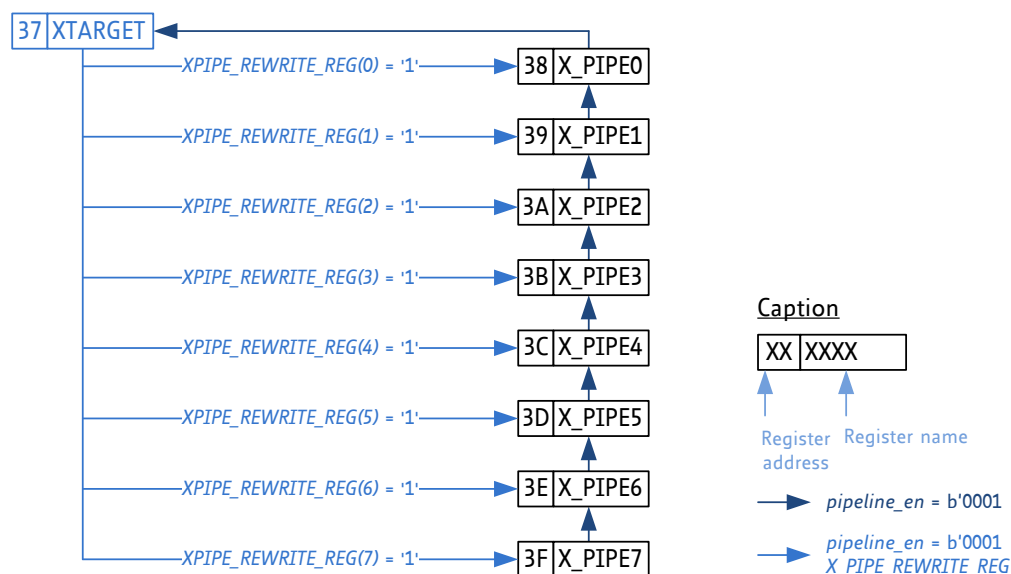 37 XTARGET
XPIPE_REWRITE_REG(0) = '1' 38 X_PIPE0
XPIPE_REWRITE_REG(1) = '1' 39 X_PIPE1
XPIPE_REWRITE_REG(2) = '1' 3A X_PIPE2
XPIPE_REWRITE_REG(3) = '1' 3B X_PIPE3
XPIPE_REWRITE_REG(4) = '1' 3C X_PIPE4
XPIPE_REWRITE_REG(5) = '1' 3D X_PIPE5
XPIPE_REWRITE_REG(6) = '1' 3E X_PIPE6
XPIPE_REWRITE_REG(7) = '1' 3F X_PIPE7
Caption
XX XXXX
Register address
Register name
pipeline_en = b'0001
pipeline_en = b'0001
X_PIPE_REWRITE_REG